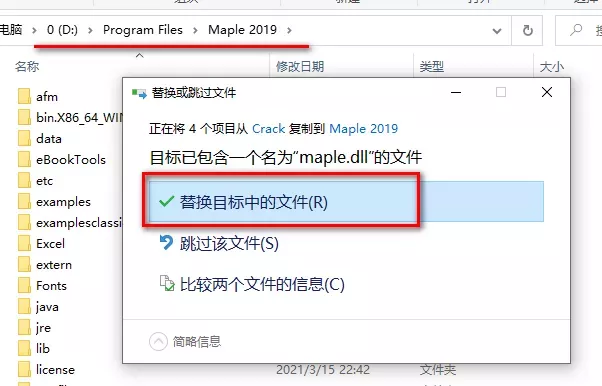 电脑 › 0 (D:) › Program Files › Maple 2019 ›
名称 修改日期 类型 大小
替换或跳过文件
正在将 4 个项目从 Crack 复制到 Maple 2019
目标已包含一个名为“maple.dll”的文件
替换目标中的文件(R)
跳过该文件(S)
比较两个文件的信息(C)
简略信息
afm
bin.X86_64_WIN
data
eBookTools
etc
examples
examplesclassi
Excel
extern
Fonts
java
jre
lib
license 2021/3/15 22:42 文件夹